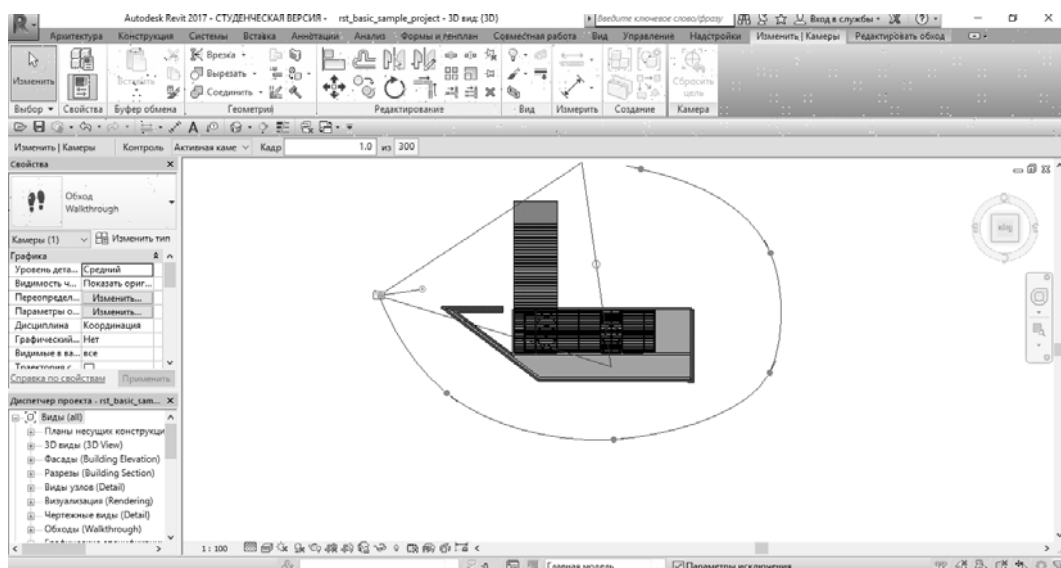 Autodesk Revit 2017 - СТУДЕНЧЕСКАЯ ВЕРСИЯ - rst_basic_sample_project - 3D вид: {3D}
Введите ключевое слово/фразу
Вход в службы
Архитектура Конструкция Системы Вставка Аннотации Анализ Формы и генплан Совместная работа Вид Управление Надстройки Изменить | Камеры Редактировать обход
Изменить
Вставить
Врезка
Вырезать
Соединить
Сбросить
цель
Выбор Свойства Буфер обмена Геометрия Редактирование Вид Измерить Создание Камера
Изменить | Камеры Контроль Активная каме Кадр 1.0 из 300
Свойства
Обход
Walkthrough
Камеры (1) Изменить тип
Графика
Уровень дета... Средний
Видимость ч... Показать ориг...
Переопредел... Изменить...
Параметры о... Изменить...
Дисциплина Координация
Графический... Нет
Видимые в ва... все
Траектория с
Справка по свойствам Применить
Диспетчер проекта - rst_basic_sam...
Виды (all)
Планы несущих конструкци
3D виды (3D View)
Фасады (Building Elevation)
Разрезы (Building Section)
Виды узлов (Detail)
Визуализация (Rendering)
Чертежные виды (Detail)
Обходы (Walkthrough)
1 : 100
Главная модель
Параметры исключения